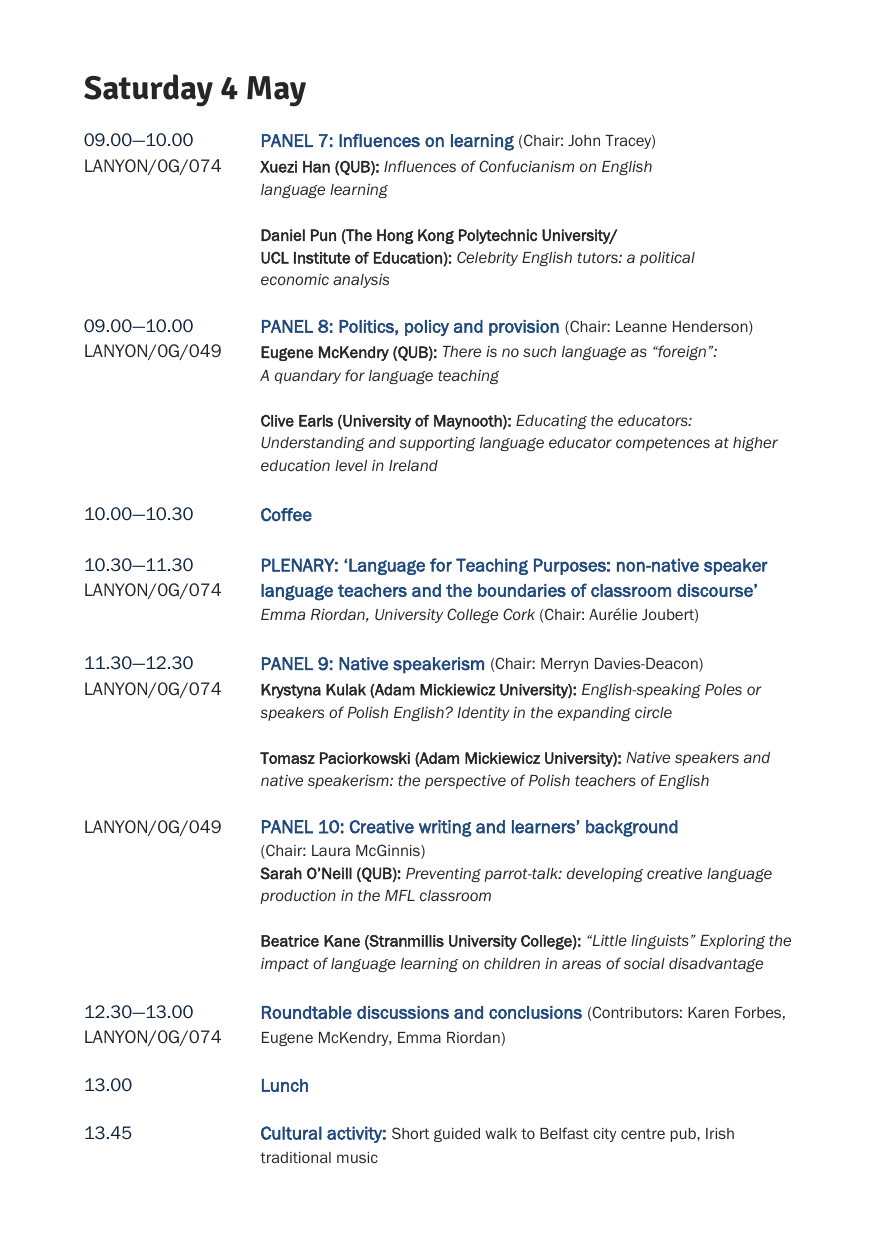 Saturday 4 May
09.00—10.00
LANYON/0G/074
PANEL 7: Influences on learning (Chair: John Tracey)
Xuezi Han (QUB): Influences of Confucianism on English
language learning
Daniel Pun (The Hong Kong Polytechnic University/
UCL Institute of Education): Celebrity English tutors: a political
economic analysis
09.00—10.00
LANYON/0G/049
PANEL 8: Politics, policy and provision (Chair: Leanne Henderson)
Eugene McKendry (QUB): There is no such language as “foreign”:
A quandary for language teaching
Clive Earls (University of Maynooth): Educating the educators:
Understanding and supporting language educator competences at higher
education level in Ireland
10.00—10.30
Coffee
10.30—11.30
LANYON/0G/074
PLENARY: ‘Language for Teaching Purposes: non-native speaker
language teachers and the boundaries of classroom discourse’
Emma Riordan, University College Cork (Chair: Aurélie Joubert)
11.30—12.30
LANYON/0G/074
PANEL 9: Native speakerism (Chair: Merryn Davies-Deacon)
Krystyna Kulak (Adam Mickiewicz University): English-speaking Poles or
speakers of Polish English? Identity in the expanding circle
Tomasz Paciorkowski (Adam Mickiewicz University): Native speakers and
native speakerism: the perspective of Polish teachers of English
LANYON/0G/049
PANEL 10: Creative writing and learners’ background
(Chair: Laura McGinnis)
Sarah O’Neill (QUB): Preventing parrot-talk: developing creative language
production in the MFL classroom
Beatrice Kane (Stranmillis University College): “Little linguists” Exploring the
impact of language learning on children in areas of social disadvantage
12.30—13.00
LANYON/0G/074
Roundtable discussions and conclusions (Contributors: Karen Forbes,
Eugene McKendry, Emma Riordan)
13.00
Lunch
13.45
Cultural activity: Short guided walk to Belfast city centre pub, Irish
traditional music